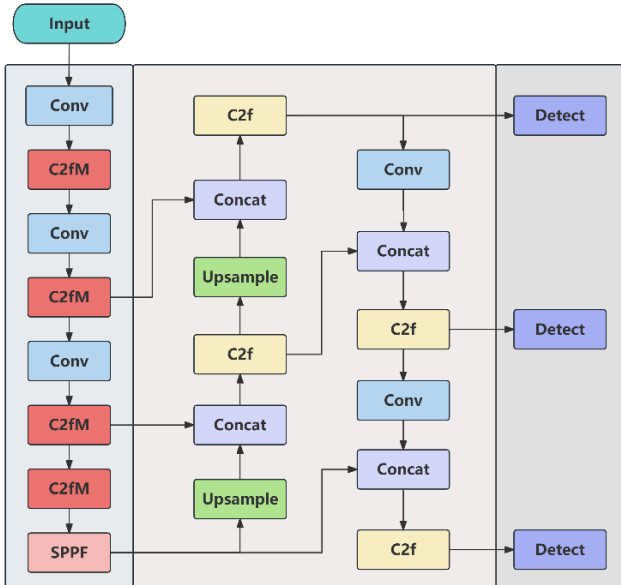 Input
Conv
C2fM
Conv
C2fM
Conv
C2fM
C2fM
SPPF
C2f
Concat
Upsample
C2f
Concat
Upsample
Conv
Concat
C2f
Conv
Concat
C2f
Detect
Detect
Detect